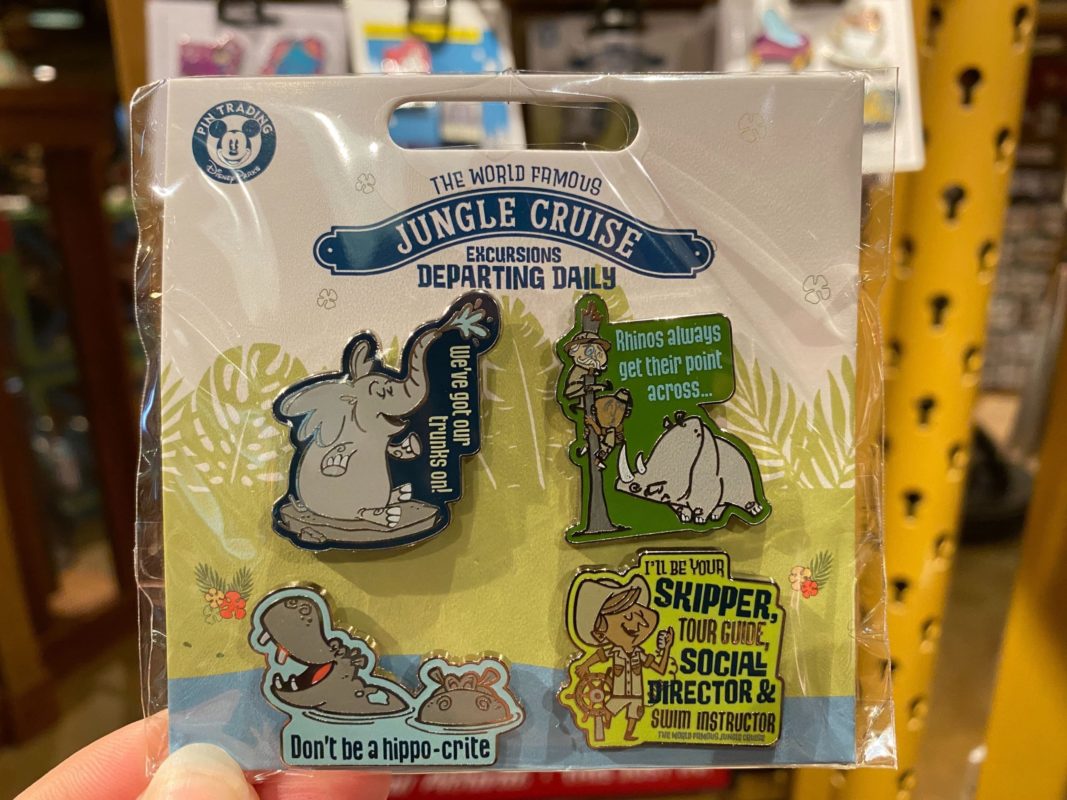 PIN TRADING
Disney PARKS
THE WORLD FAMOUS
JUNGLE CRUISE
EXCURSIONS
DEPARTING DAILY
We've got our
trunks on!
Rhinos always
get their point
across...
Don't be a hippo-crite
I'LL BE YOUR
SKIPPER,
TOUR GUIDE,
SOCIAL
DIRECTOR &
SWIM INSTRUCTOR
THE WORLD FAMOUS JUNGLE CRUISE